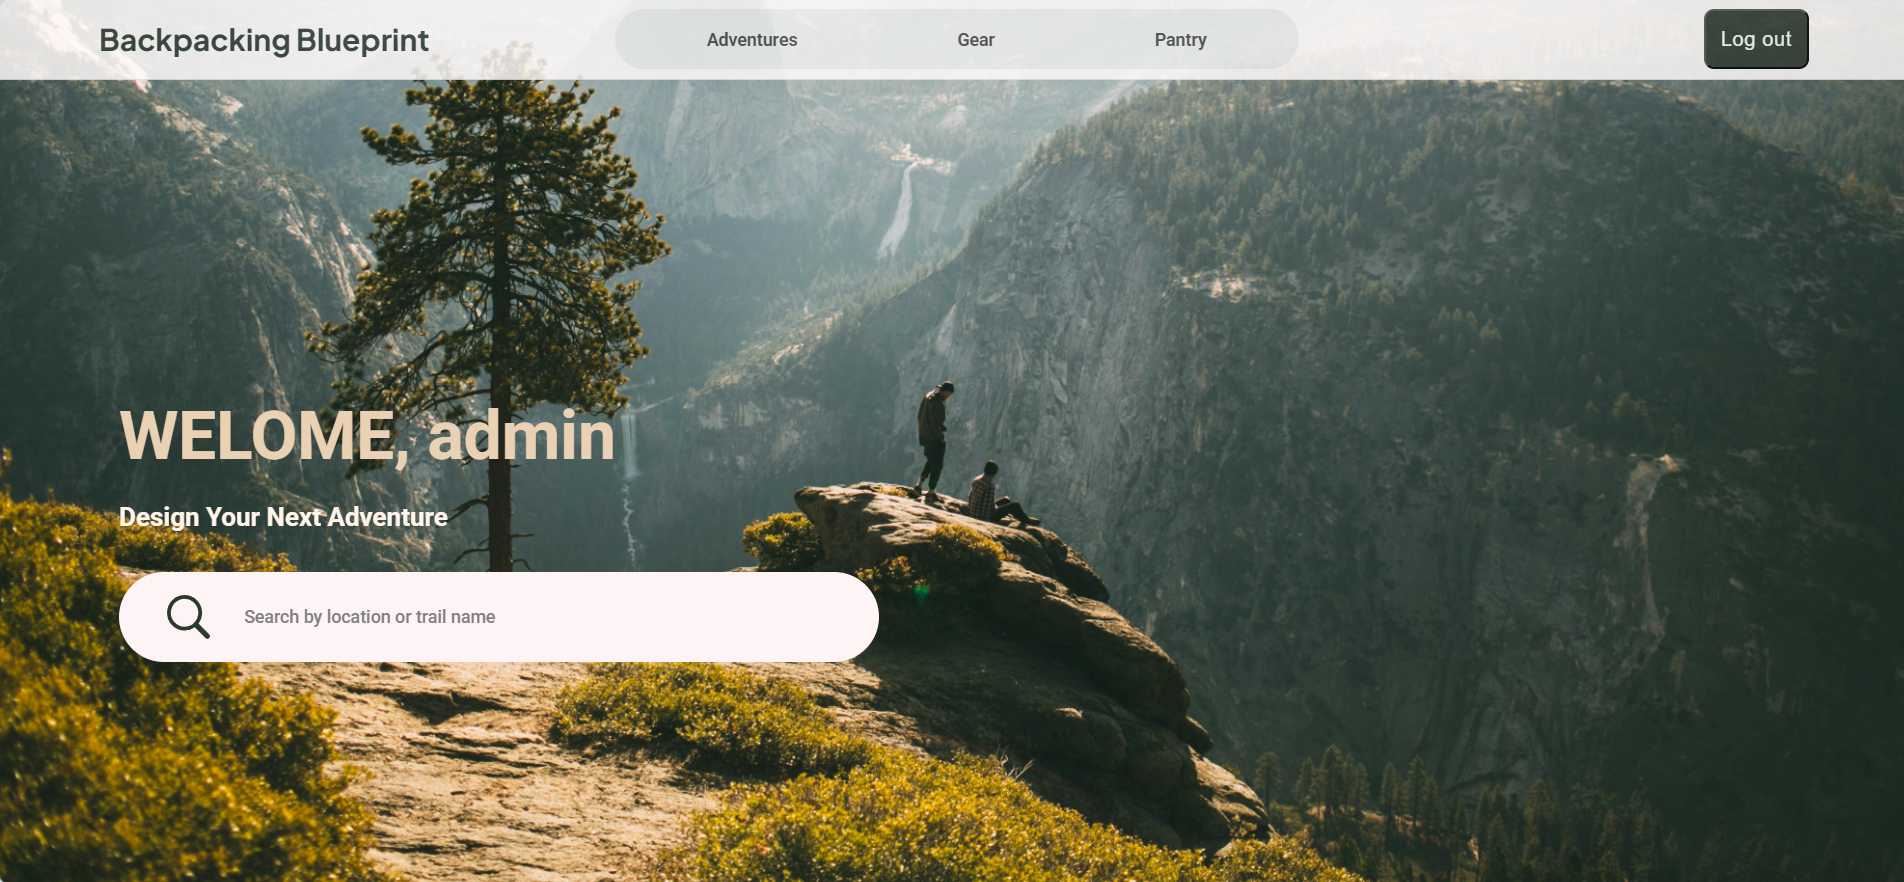 Backpacking Blueprint
Adventures
Gear
Pantry
Log out
WELOME, admin
Design Your Next Adventure
Search by location or trail name